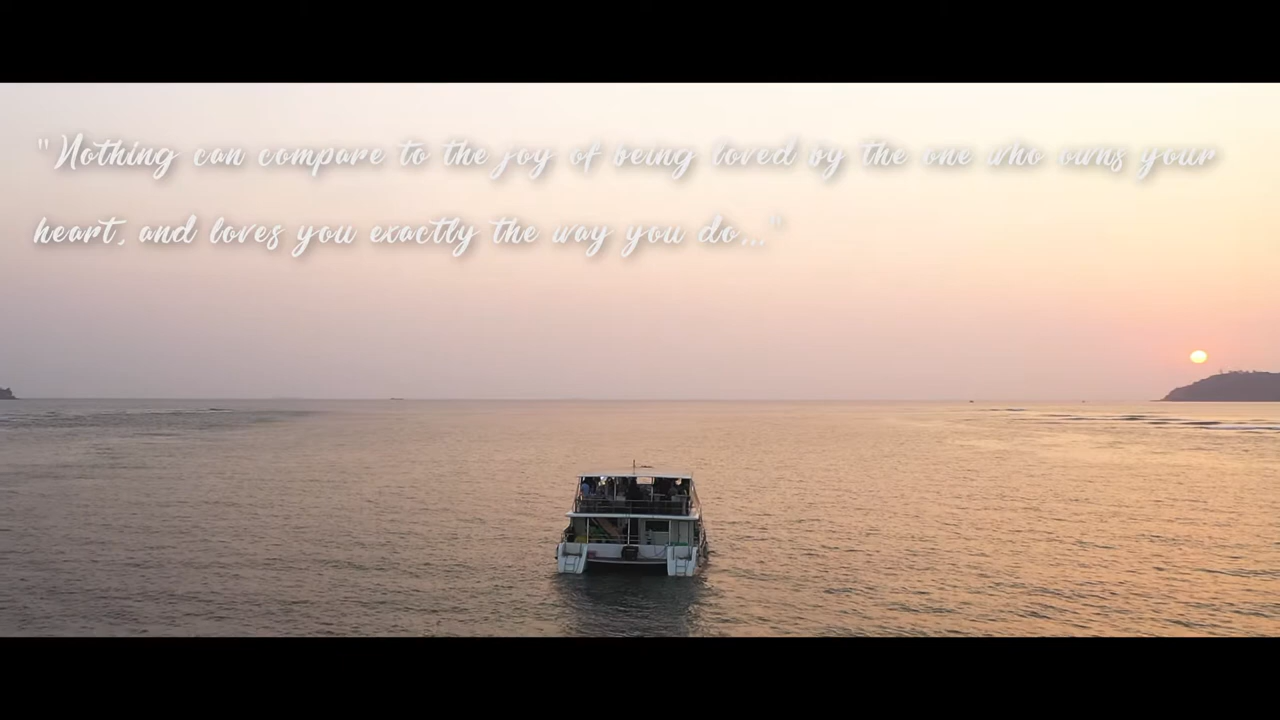 "Nothing can compare to the joy of being loved by the one who owns your
heart, and loves you exactly the way you do..."